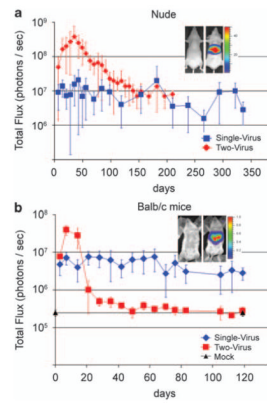 a
Nude
Total Flux (photons / sec)
10⁹
10⁸
10⁷
10⁶
0 50 100 150 200 250 300 350
days
Single-Virus
Two-Virus
b
Balb/c mice
Total Flux (photons / sec)
10⁸
10⁷
10⁶
10⁵
0 20 40 60 80 100 120
days
Single-Virus
Two-Virus
Mock